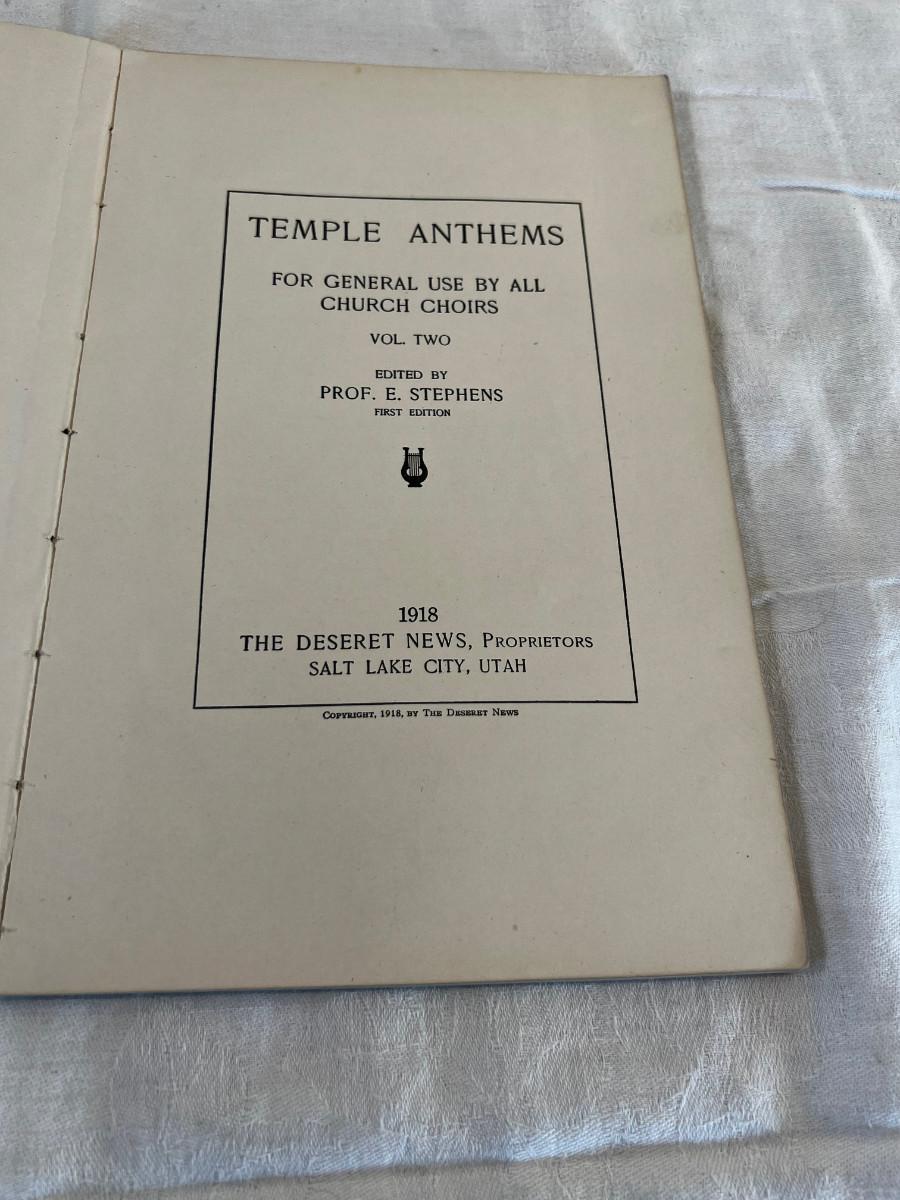 TEMPLE ANTHEMS
FOR GENERAL USE BY ALL
CHURCH CHOIRS
VOL. TWO
EDITED BY
PROF. E. STEPHENS
FIRST EDITION
1918
THE DESERET NEWS, PROPRIETORS
SALT LAKE CITY, UTAH
COPYRIGHT, 1918, BY THE DESERET NEWS